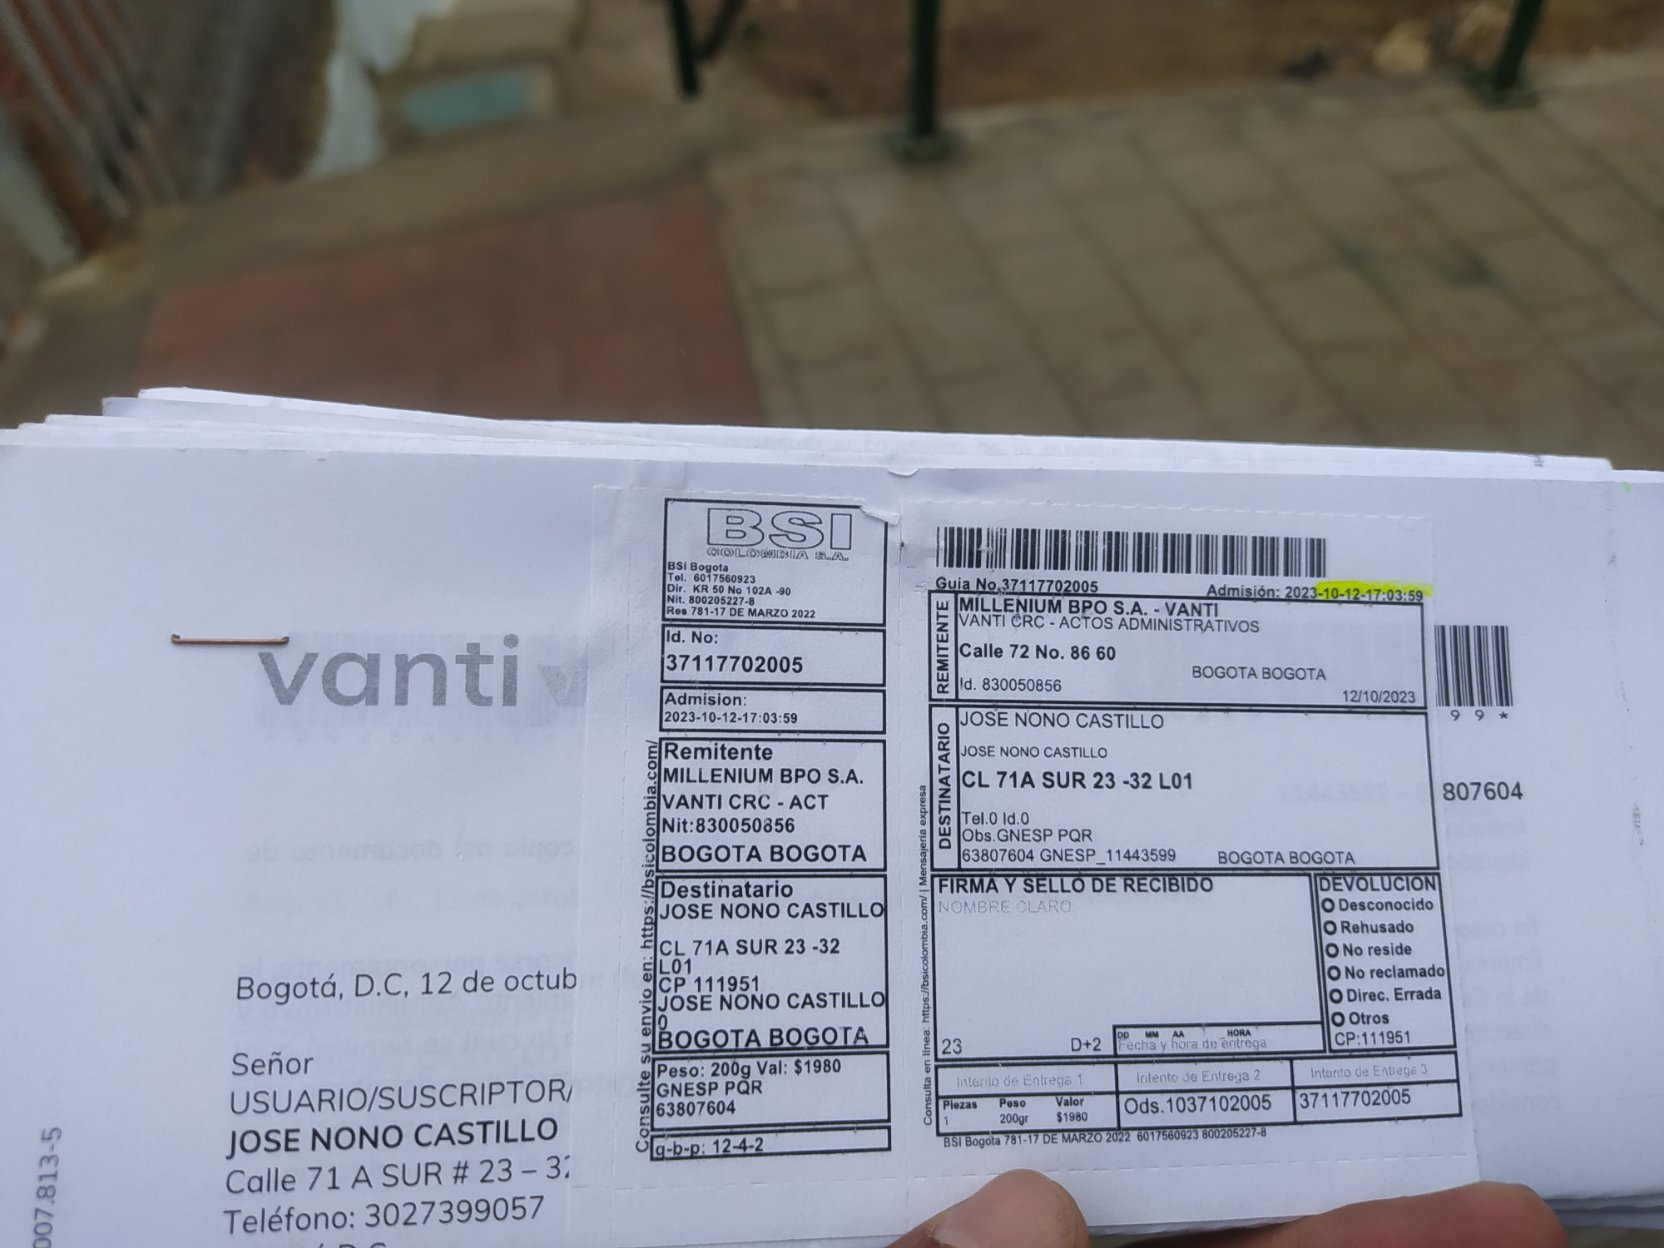 vanti
Bogotá, D.C, 12 de octub
Señor
USUARIO/SUSCRIPTOR/
JOSE NONO CASTILLO
Calle 71 A SUR # 23 – 32
Teléfono: 3027399057
007.813-5
BSI
COLOMBIA S.A.
BSI Bogota
Tel. 6017560923
Dir. KR 50 No 102A -90
Nit. 800205227-8
Res 781-17 DE MARZO 2022
Id. No:
37117702005
Admision:
2023-10-12-17:03:59
Remitente
MILLENIUM BPO S.A.
VANTI CRC - ACT
Nit:830050856
BOGOTA BOGOTA
Destinatario
JOSE NONO CASTILLO
CL 71A SUR 23 -32
L01
CP 111951
JOSE NONO CASTILLO
0
BOGOTA BOGOTA
Peso: 200g Val: $1980
GNESP PQR
63807604
g-b-p: 12-4-2
Consulte su envio en: https://bsicolombia.com/
Guia No.37117702005 Admisión: 2023-10-12-17:03:59
REMITENTE
MILLENIUM BPO S.A. - VANTI
VANTI CRC - ACTOS ADMINISTRATIVOS
Calle 72 No. 86 60
BOGOTA BOGOTA
Id. 830050856
12/10/2023
DESTINATARIO
JOSE NONO CASTILLO
JOSE NONO CASTILLO
CL 71A SUR 23 -32 L01
Tel.0 Id.0
Obs.GNESP PQR
63807604 GNESP_11443599 BOGOTA BOGOTA
FIRMA Y SELLO DE RECIBIDO
NOMBRE CLARO:
DEVOLUCION
Desconocido
Rehusado
No reside
No reclamado
Direc. Errada
Otros
CP:111951
23 D+2
DD MM AA HORA
Fecha y hora de entrega
Intento de Entrega 1 Intento de Entrega 2 Intento de Entrega 3
Piezas Peso Valor
1 200gr $1980
Ods.1037102005 37117702005
BSI Bogota 781-17 DE MARZO 2022 6017560923 800205227-8
Consulta en linea: https://bsicolombia.com/ | Mensajeria expresa
9 9 *
807604